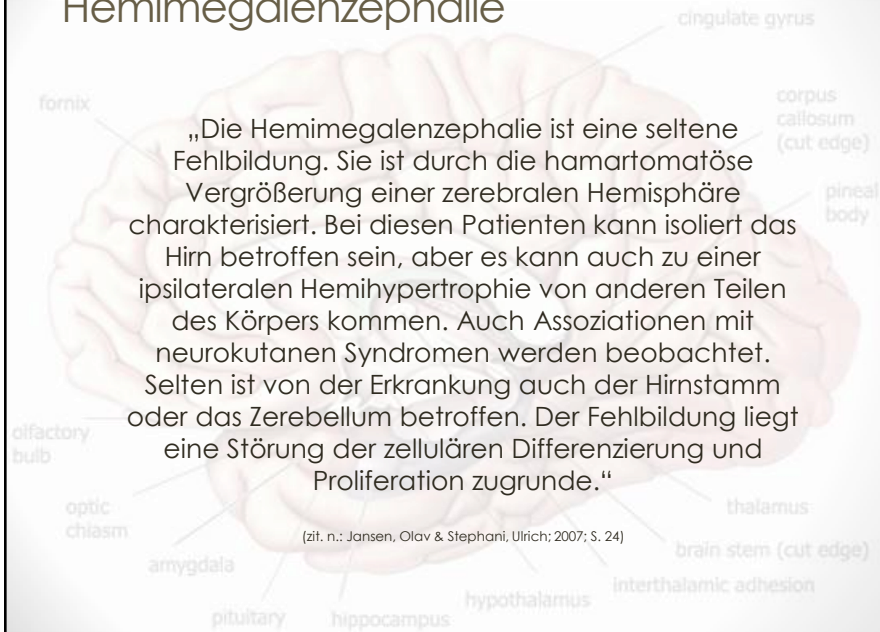 Hemimegalenzephalie
cingulate gyrus
fornix
corpus
callosum
(cut edge)
„Die Hemimegalenzephalie ist eine seltene
Fehlbildung. Sie ist durch die hamartomatöse
Vergrößerung einer zerebralen Hemisphäre
charakterisiert. Bei diesen Patienten kann isoliert das
Hirn betroffen sein, aber es kann auch zu einer
ipsilateralen Hemihypertrophie von anderen Teilen
des Körpers kommen. Auch Assoziationen mit
neurokutanen Syndromen werden beobachtet.
Selten ist von der Erkrankung auch der Hirnstamm
oder das Zerebellum betroffen. Der Fehlbildung liegt
eine Störung der zellulären Differenzierung und
Proliferation zugrunde.“
pineal
body
olfactory
bulb
optic
chiasm
thalamus
(zit. n.: Jansen, Olav & Stephani, Ulrich; 2007; S. 24)
brain stem (cut edge)
amygdala
interthalamic adhesion
hypothalamus
pituitary
hippocampus